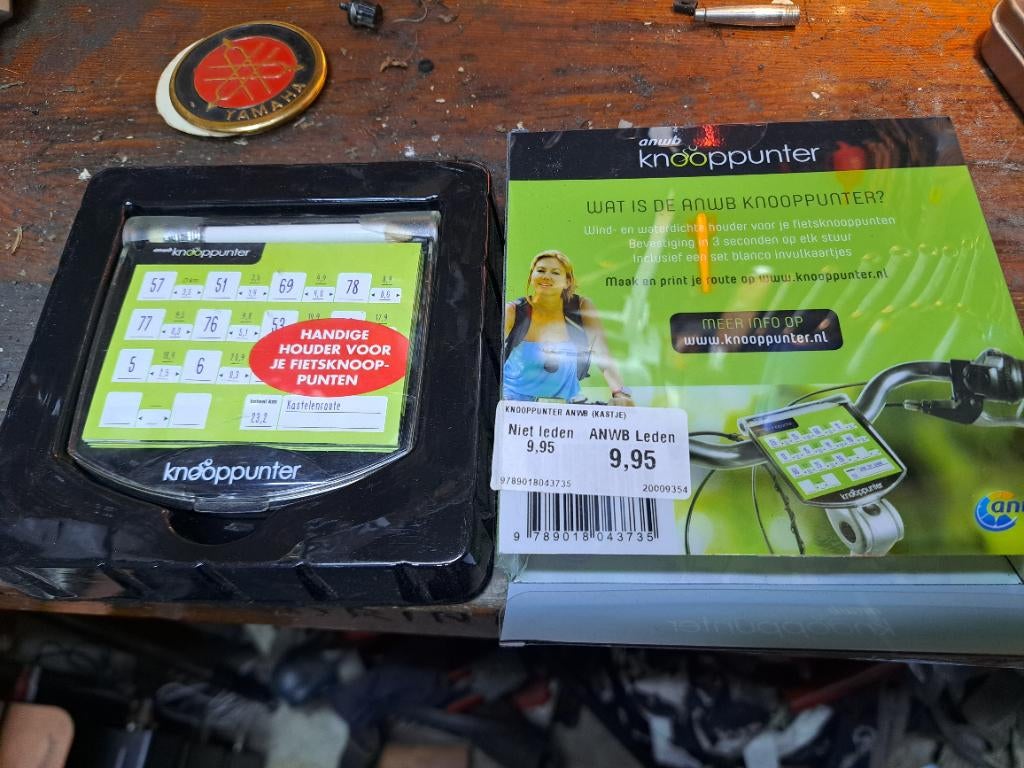 YAMAHA
anwb knooppunter
57 51 69 78
77 76 53
5 6
HANDIGE
HOUDER VOOR
JE FIETSKNOOP-
PUNTEN
23,2
Kastelenroute
knooppunter
anwb
knooppunter
WAT IS DE ANWB KNOOPPUNTER?
Wind- en waterdichte houder voor je fietsknooppunten
Bevestiging in 3 seconden op elk stuur
Inclusief een set blanco invulkaartjes
Maak en print je route op www.knooppunter.nl
MEER INFO OP
www.knooppunter.nl
KNOOPPUNTER ANWB (KASTJE)
Niet leden ANWB Leden
9,95 9,95
9789018043735 20009354
9 789018 043735
knooppunter
anwb
knooppunter